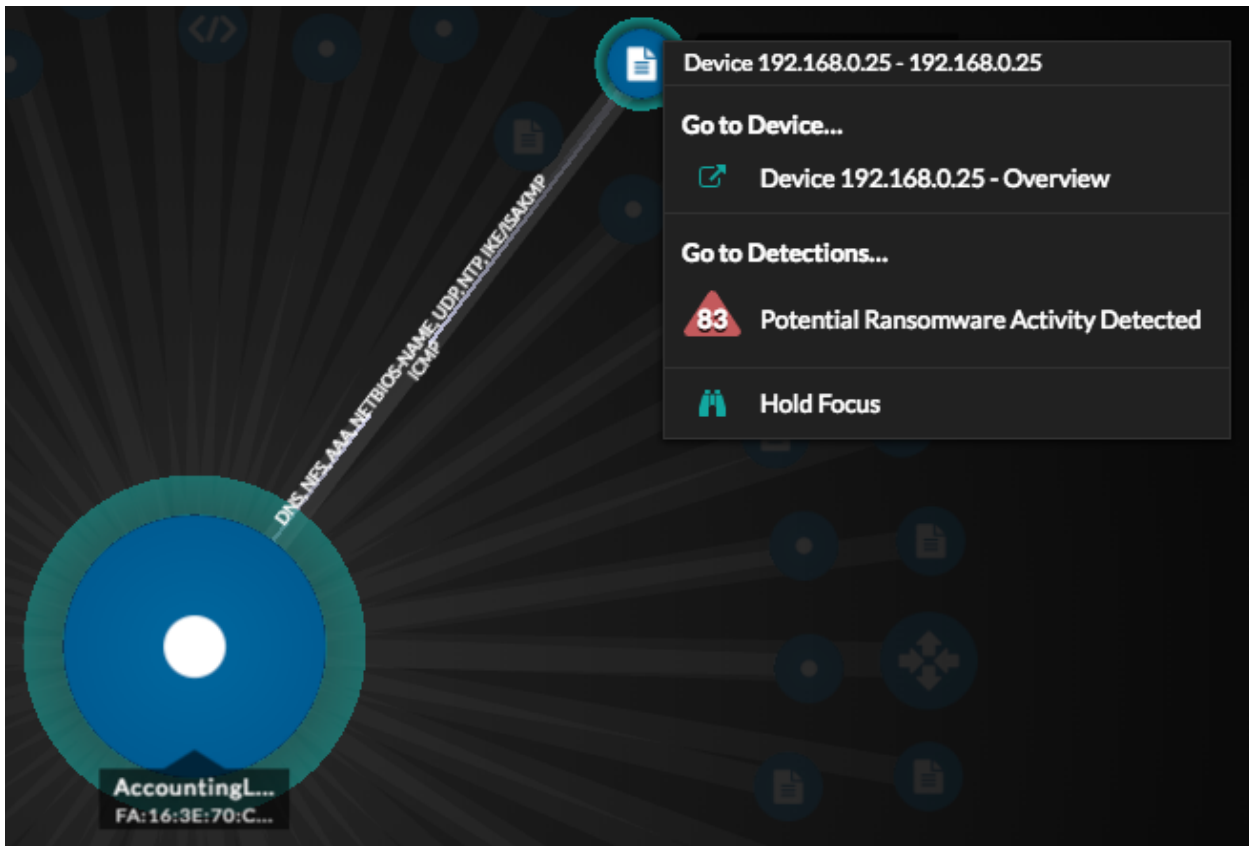 </>
Device 192.168.0.25 - 192.168.0.25
Go to Device...
Device 192.168.0.25 - Overview
Go to Detections...
83 Potential Ransomware Activity Detected
Hold Focus
DNS, NFS, AAA, NETBIOS-NAME, UDP, NTP, IKE/ISAKMP
ICMP
AccountingL...
FA:16:3E:70:C...